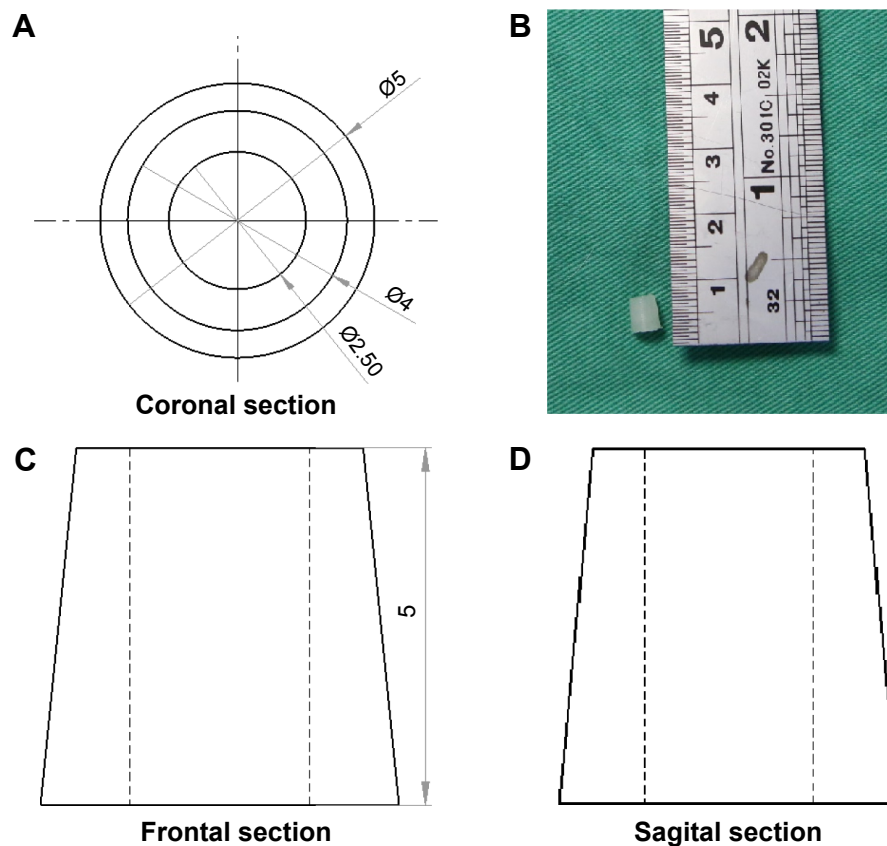 A
Ø5
Ø4
Ø2.50
Coronal section
B
5
4
3
2
1
2
No.301C 02K
1
32
C
5
Frontal section
D
Sagital section